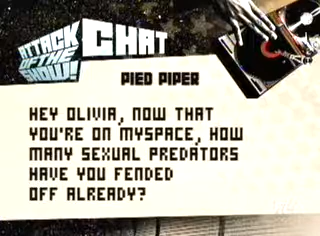 ATTACK
OF THE
SHOW!
CHAT
PIED PIPER
HEY OLIVIA, NOW THAT
YOU'RE ON MYSPACE, HOW
MANY SEXUAL PREDATORS
HAVE YOU FENDED
OFF ALREADY?